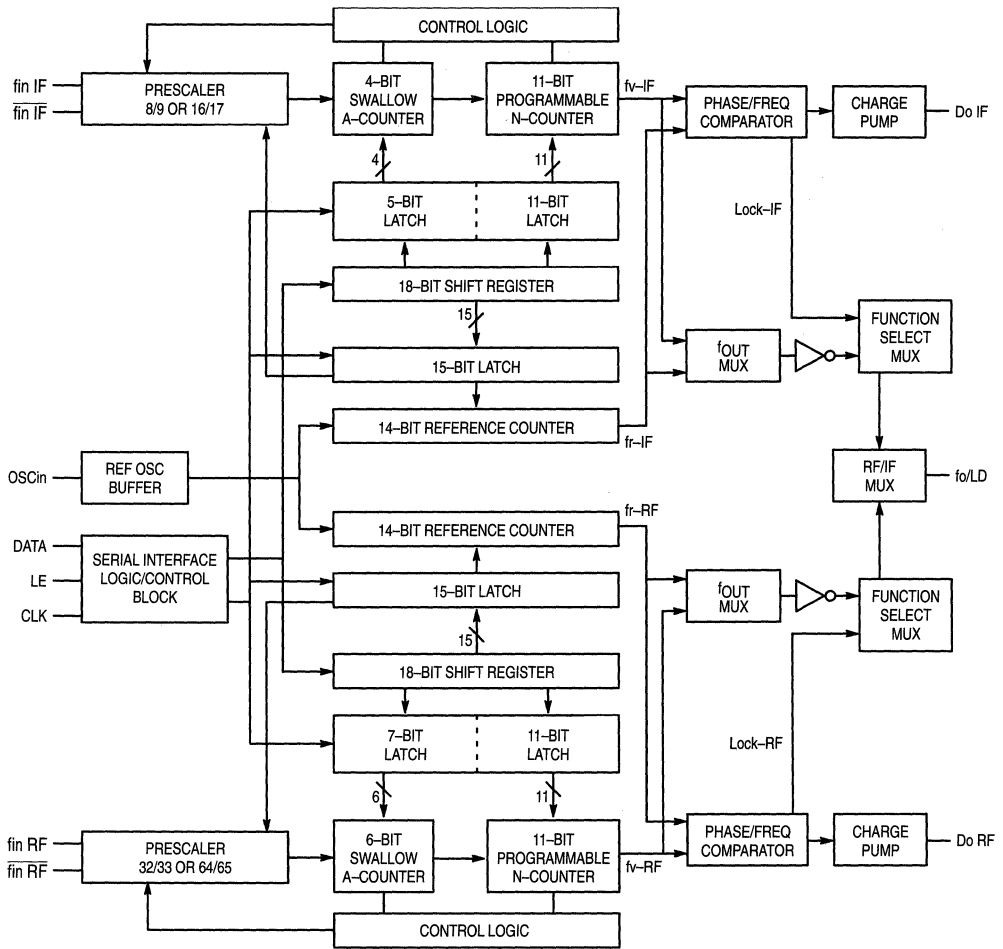 CONTROL LOGIC
fin IF
fin IF
PRESCALER
8/9 OR 16/17
4–BIT
SWALLOW
A–COUNTER
11–BIT
PROGRAMMABLE
N–COUNTER
fv–IF
PHASE/FREQ
COMPARATOR
CHARGE
PUMP
Do IF
4
11
5–BIT
LATCH
11–BIT
LATCH
Lock–IF
18–BIT SHIFT REGISTER
15
15–BIT LATCH
fOUT
MUX
FUNCTION
SELECT
MUX
14–BIT REFERENCE COUNTER
fr–IF
OSCin
REF OSC
BUFFER
RF/IF
MUX
fo/LD
fr–RF
14–BIT REFERENCE COUNTER
DATA
LE
CLK
SERIAL INTERFACE
LOGIC/CONTROL
BLOCK
15–BIT LATCH
fOUT
MUX
FUNCTION
SELECT
MUX
15
18–BIT SHIFT REGISTER
7–BIT
LATCH
11–BIT
LATCH
Lock–RF
6
11
fin RF
fin RF
PRESCALER
32/33 OR 64/65
6–BIT
SWALLOW
A–COUNTER
11–BIT
PROGRAMMABLE
N–COUNTER
fv–RF
PHASE/FREQ
COMPARATOR
CHARGE
PUMP
Do RF
CONTROL LOGIC